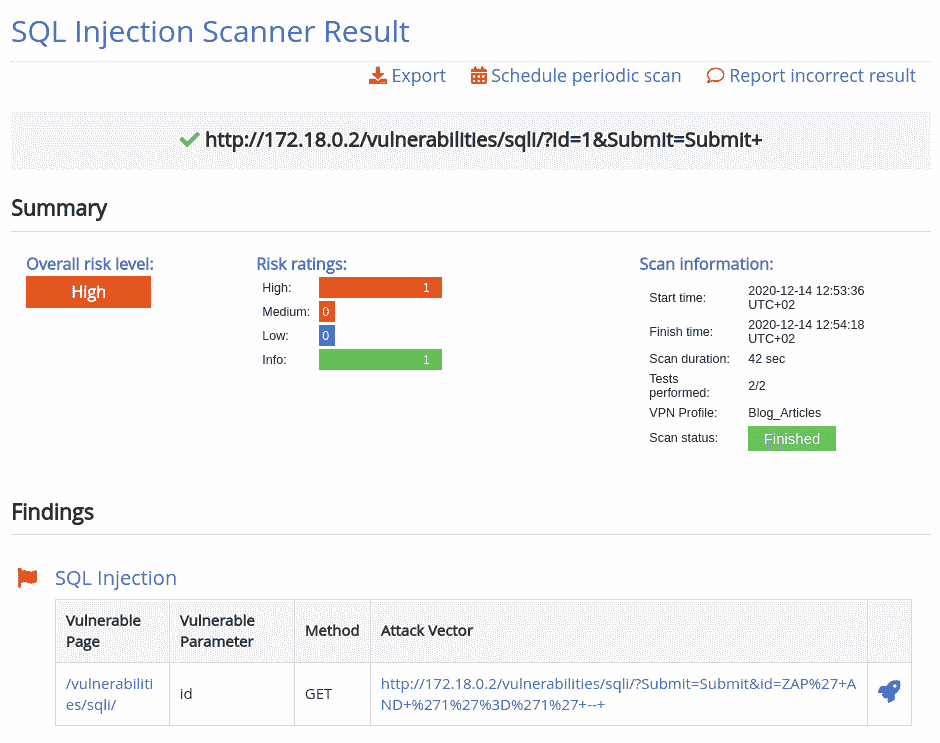 SQL Injection Scanner Result
Export Schedule periodic scan Report incorrect result
http://172.18.0.2/vulnerabilities/sqli/?id=1&Submit=Submit+
Summary
Overall risk level:
High
Risk ratings:
High: 1
Medium: 0
Low: 0
Info: 1
Scan information:
Start time: 2020-12-14 12:53:36
UTC+02
Finish time: 2020-12-14 12:54:18
UTC+02
Scan duration: 42 sec
Tests
performed: 2/2
VPN Profile: Blog_Articles
Scan status: Finished
Findings
SQL Injection
Vulnerable
Page
Vulnerable
Parameter
Method
Attack Vector
/vulnerabiliti
es/sqli/
id
GET
http://172.18.0.2/vulnerabilities/sqli/?Submit=Submit&id=ZAP%27+A
ND+%271%27%3D%271%27+--+